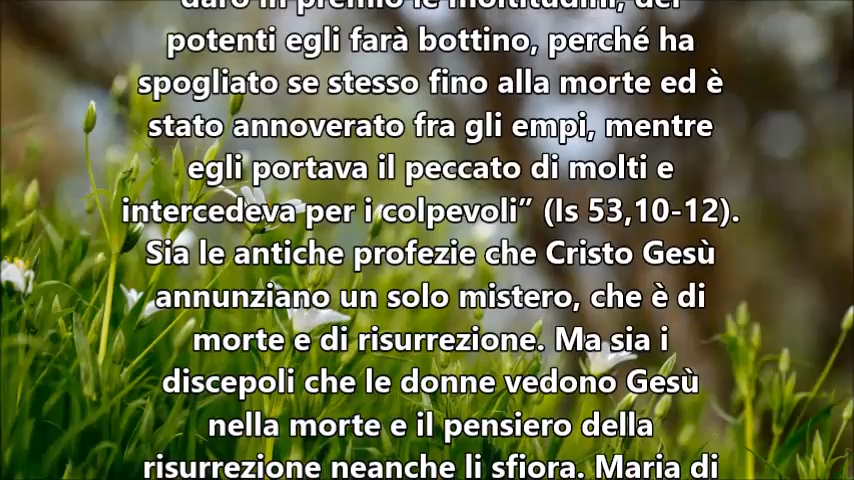 darò in premio le moltitudini, dei
potenti egli farà bottino, perché ha
spogliato se stesso fino alla morte ed è
stato annoverato fra gli empi, mentre
egli portava il peccato di molti e
intercedeva per i colpevoli” (Is 53,10-12).
Sia le antiche profezie che Cristo Gesù
annunziano un solo mistero, che è di
morte e di risurrezione. Ma sia i
discepoli che le donne vedono Gesù
nella morte e il pensiero della
risurrezione neanche li sfiora. Maria di